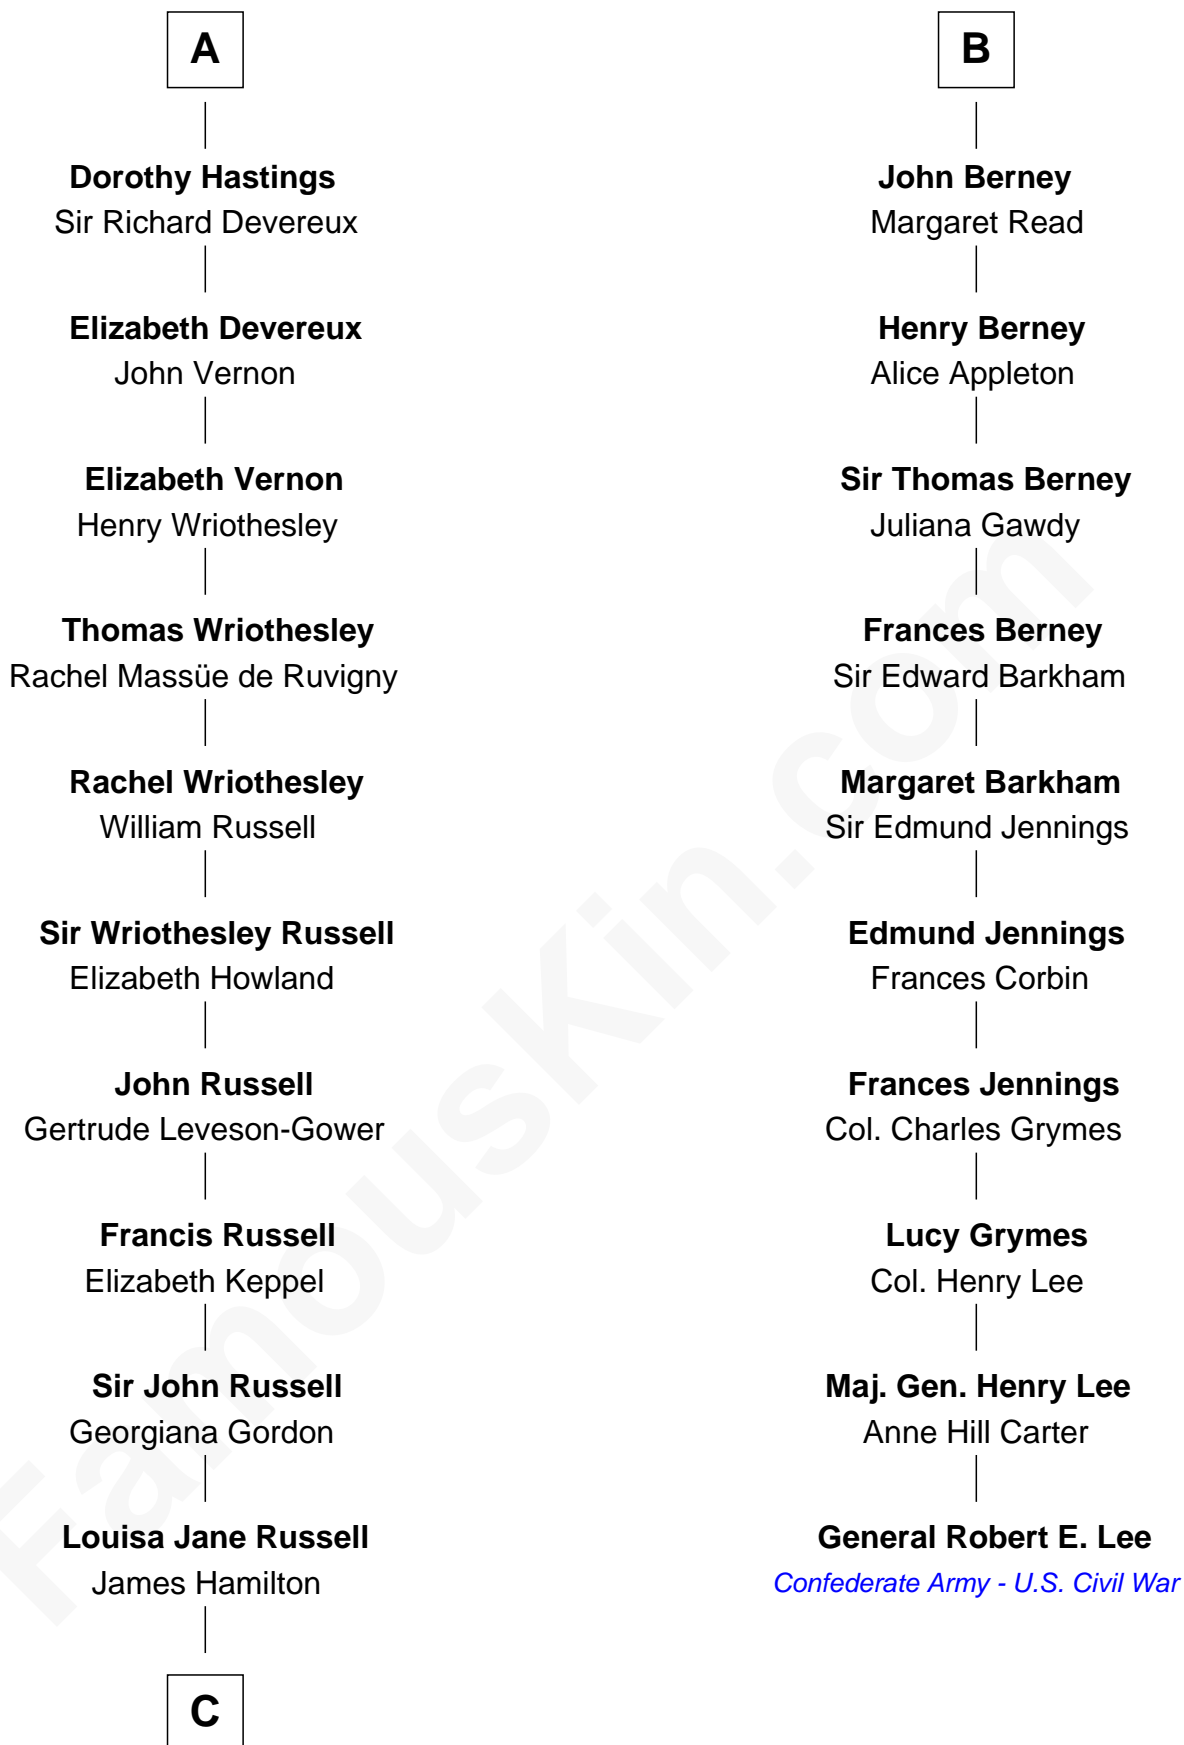 A
Dorothy Hastings
Sir Richard Devereux
Elizabeth Devereux
John Vernon
Elizabeth Vernon
Henry Wriothesley
Thomas Wriothesley
Rachel Massüe de Ruvigny
Rachel Wriothesley
William Russell
Sir Wriothesley Russell
Elizabeth Howland
John Russell
Gertrude Leveson-Gower
Francis Russell
Elizabeth Keppel
Sir John Russell
Georgiana Gordon
Louisa Jane Russell
James Hamilton
C
B
John Berney
Margaret Read
Henry Berney
Alice Appleton
Sir Thomas Berney
Juliana Gawdy
Frances Berney
Sir Edward Barkham
Margaret Barkham
Sir Edmund Jennings
Edmund Jennings
Frances Corbin
Frances Jennings
Col. Charles Grymes
Lucy Grymes
Col. Henry Lee
Maj. Gen. Henry Lee
Anne Hill Carter
General Robert E. Lee
Confederate Army - U.S. Civil War
FamousKin.com